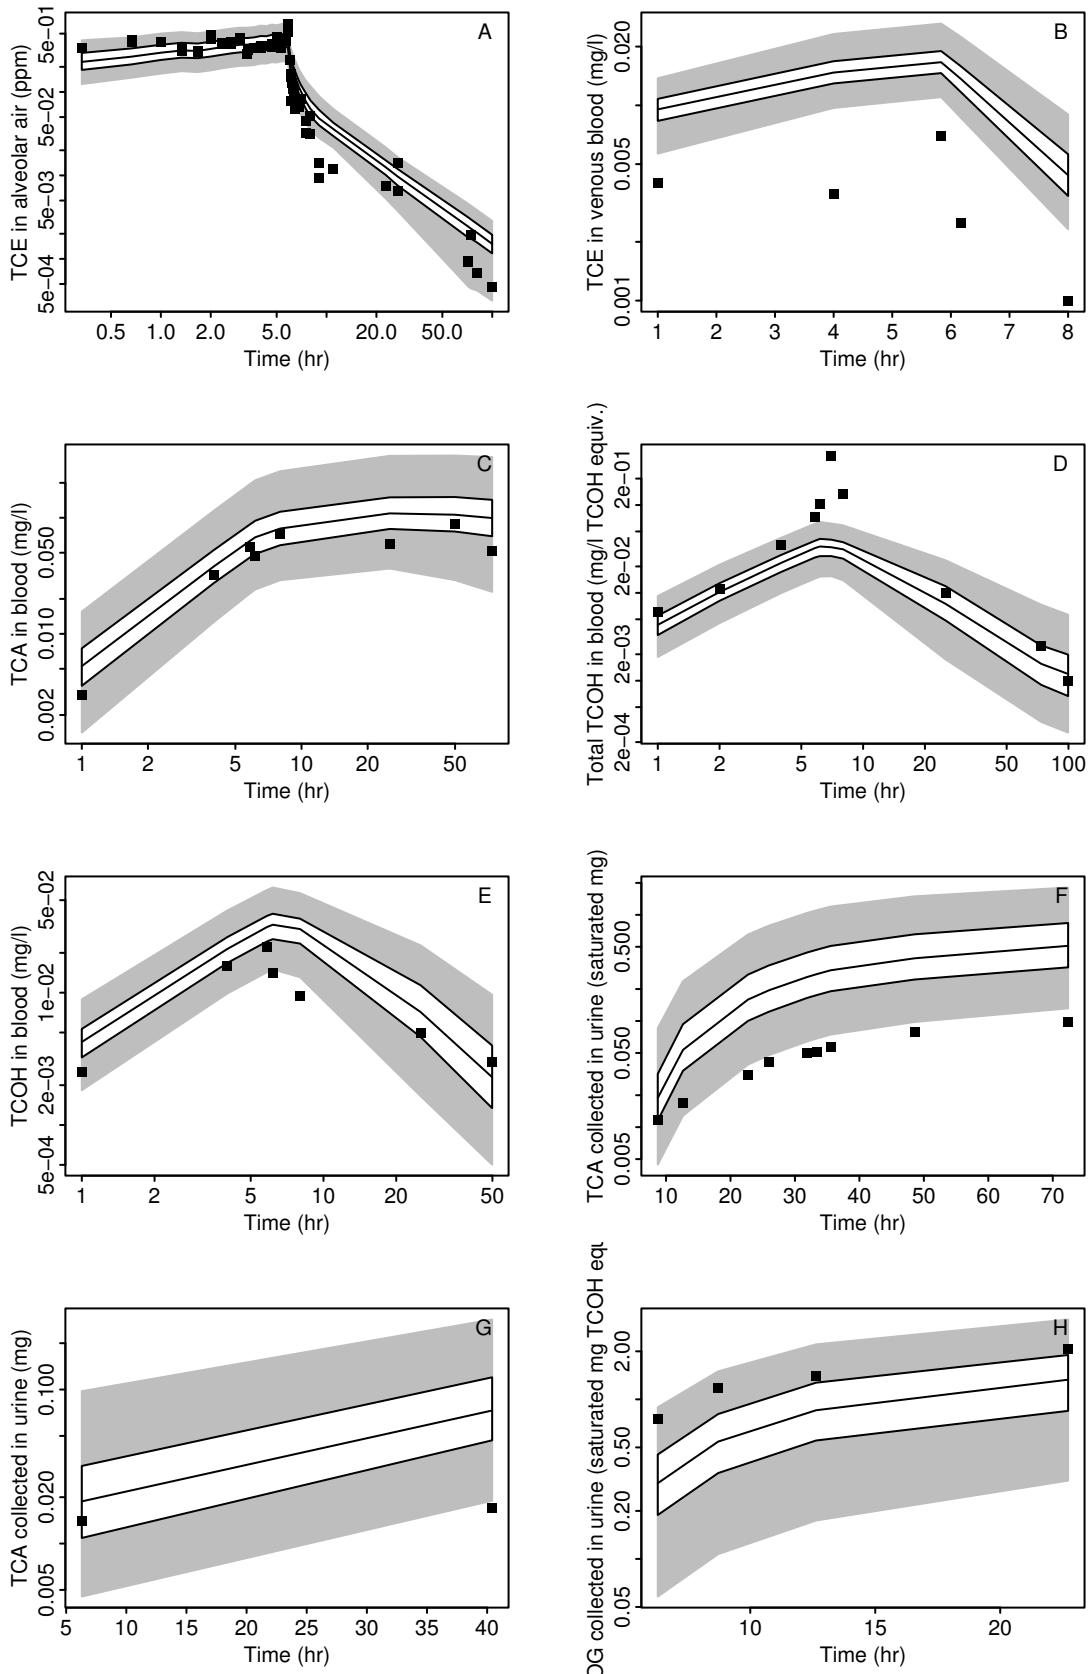 A
TCE in alveolar air (ppm)
5e−01
5e−02
5e−03
5e−04
0.5 1.0 2.0 5.0 20.0 50.0
Time (hr)
B
TCE in venous blood (mg/l)
0.020
0.005
0.001
1 2 3 4 5 6 7 8
Time (hr)
C
TCA in blood (mg/l)
0.050
0.010
0.002
1 2 5 10 20 50
Time (hr)
D
Total TCOH in blood (mg/l TCOH equiv.)
2e−01
2e−02
2e−03
2e−04
1 2 5 10 20 50 100
Time (hr)
E
TCOH in blood (mg/l)
5e−02
1e−02
2e−03
5e−04
1 2 5 10 20 50
Time (hr)
F
TCA collected in urine (saturated mg)
0.500
0.050
0.005
10 20 30 40 50 60 70
Time (hr)
G
TCA collected in urine (mg)
0.100
0.020
0.005
5 10 15 20 25 30 35 40
Time (hr)
H
OG collected in urine (saturated mg TCOH equ
2.00
0.50
0.20
0.05
10 15 20
Time (hr)